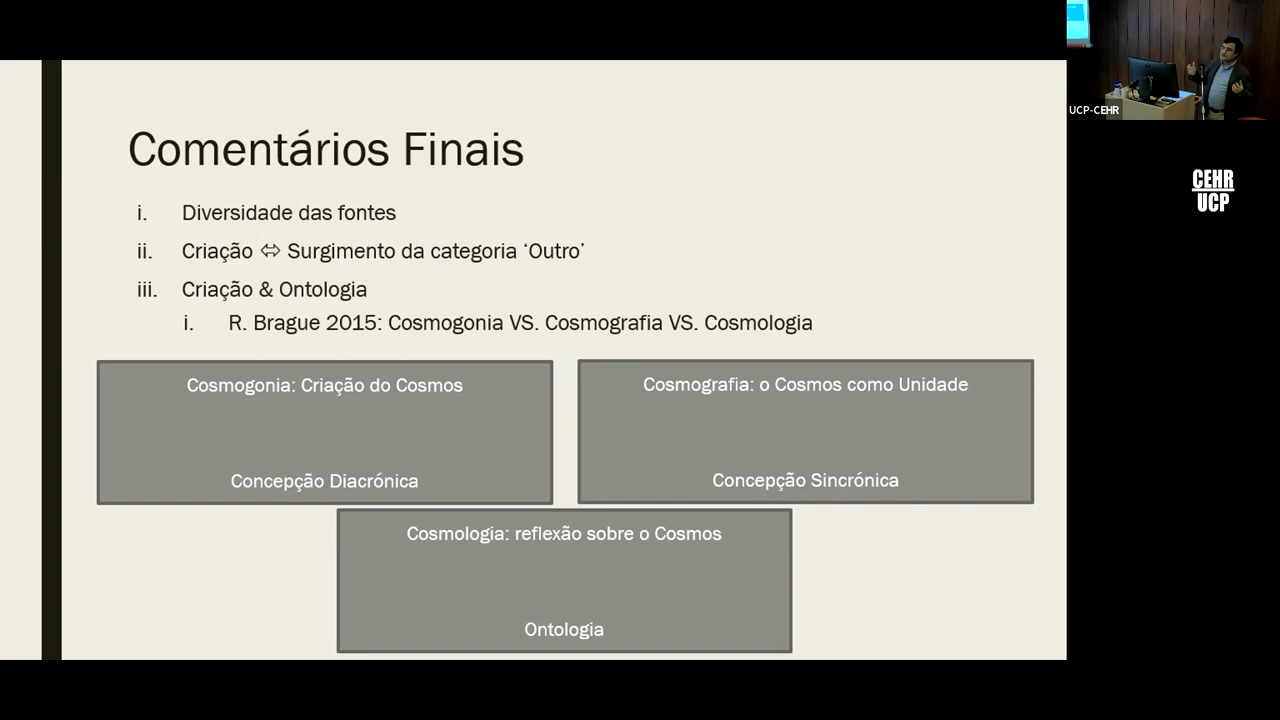 Comentários Finais
i. Diversidade das fontes
ii. Criação ⇔ Surgimento da categoria ‘Outro’
iii. Criação & Ontologia
i. R. Brague 2015: Cosmogonia VS. Cosmografia VS. Cosmologia
Cosmogonia: Criação do Cosmos
Concepção Diacrónica
Cosmografia: o Cosmos como Unidade
Concepção Sincrónica
Cosmologia: reflexão sobre o Cosmos
Ontologia
UCP-CEHR
CEHR
UCP